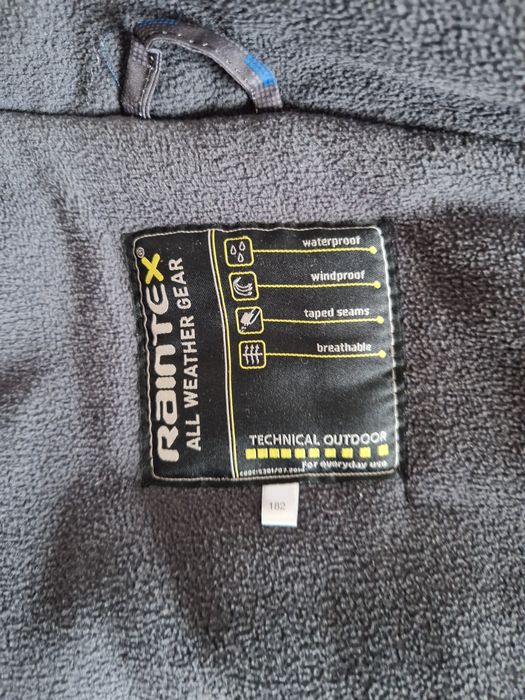 RainTEX®
ALL WEATHER GEAR
waterproof
windproof
taped seams
breathable
TECHNICAL OUTDOOR
For everyday use
182